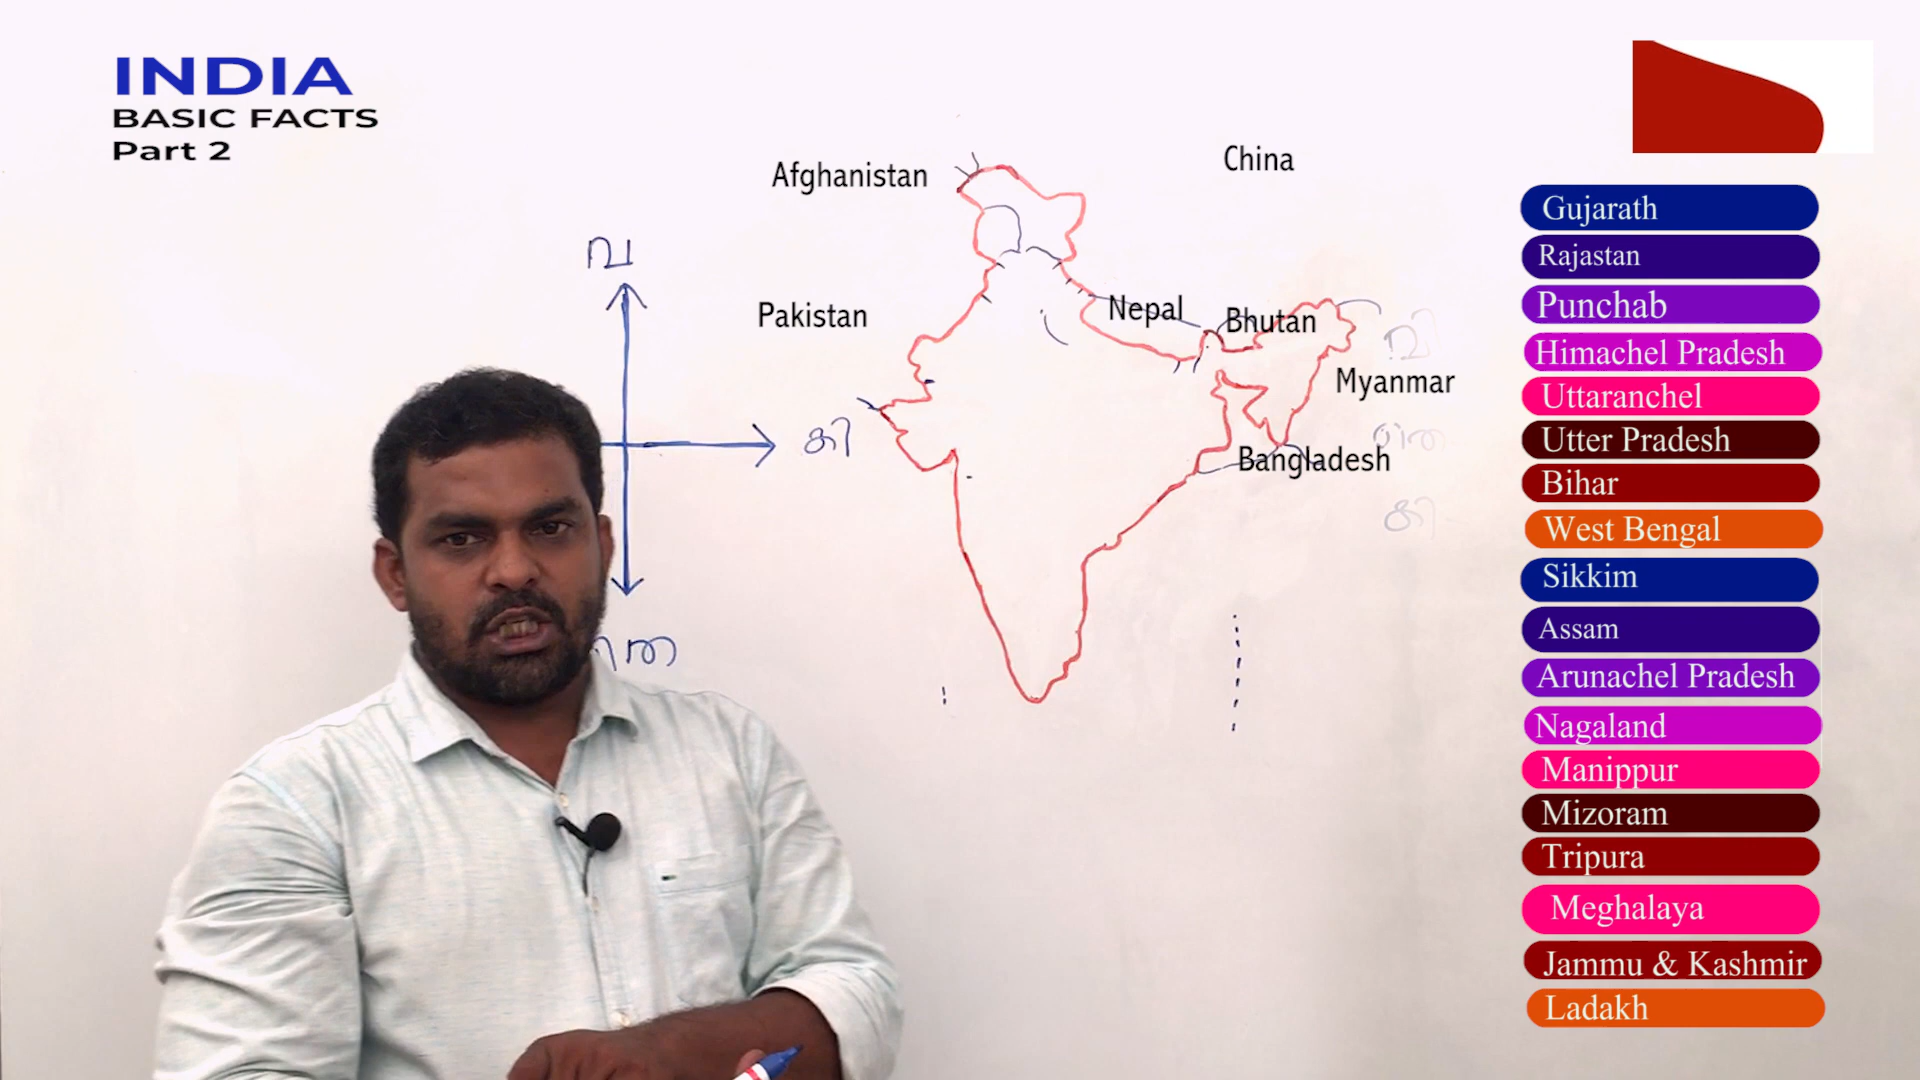 INDIA
BASIC FACTS
Part 2
Afghanistan
China
Pakistan
Nepal
Bhutan
Myanmar
Bangladesh
വ
കി
Gujarath
Rajastan
Punchab
Himachel Pradesh
Uttaranchel
Utter Pradesh
Bihar
West Bengal
Sikkim
Assam
Arunachel Pradesh
Nagaland
Manippur
Mizoram
Tripura
Meghalaya
Jammu & Kashmir
Ladakh